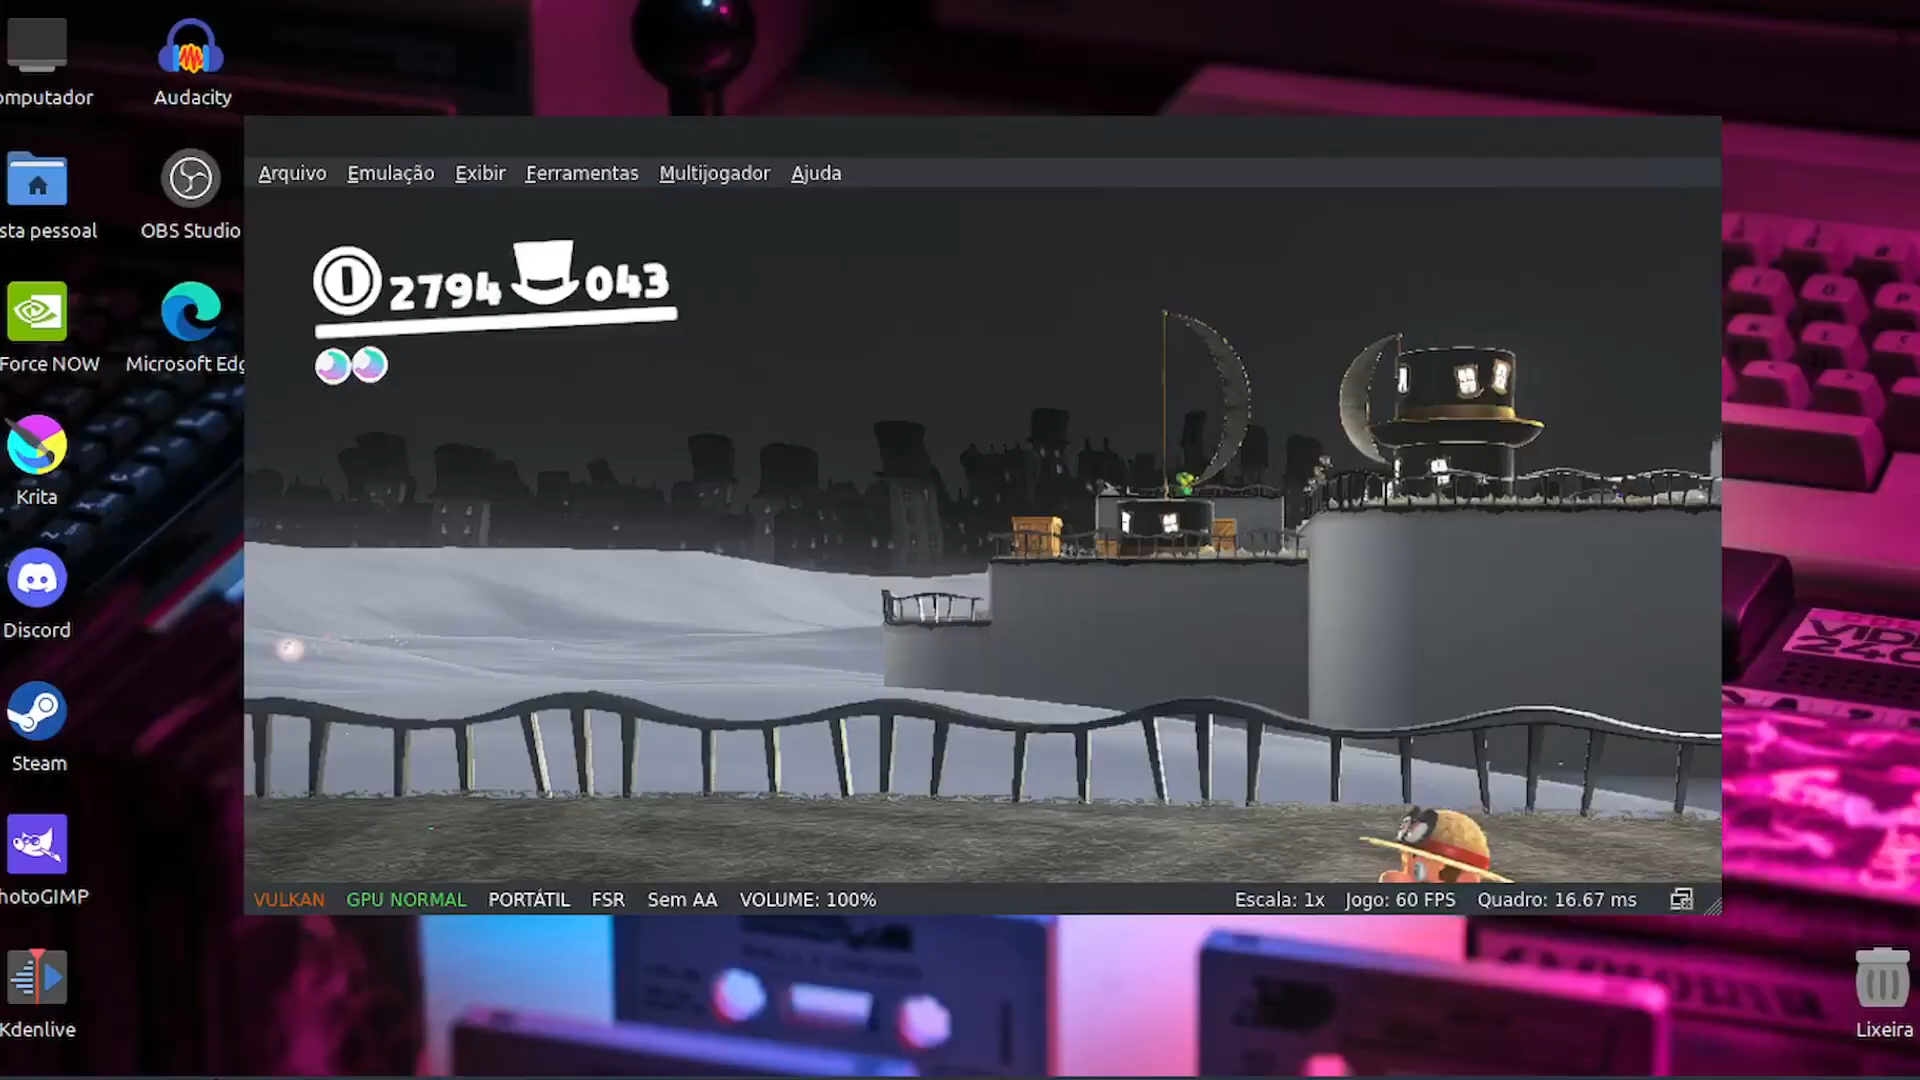 omputador
Audacity
sta pessoal
OBS Studio
Force NOW
Microsoft Edg
Krita
Discord
Steam
hotoGIMP
Kdenlive
Lixeira
Arquivo Emulação Exibir Ferramentas Multijogador Ajuda
2794 043
VULKAN GPU NORMAL PORTÁTIL FSR Sem AA VOLUME: 100% Escala: 1x Jogo: 60 FPS Quadro: 16.67 ms